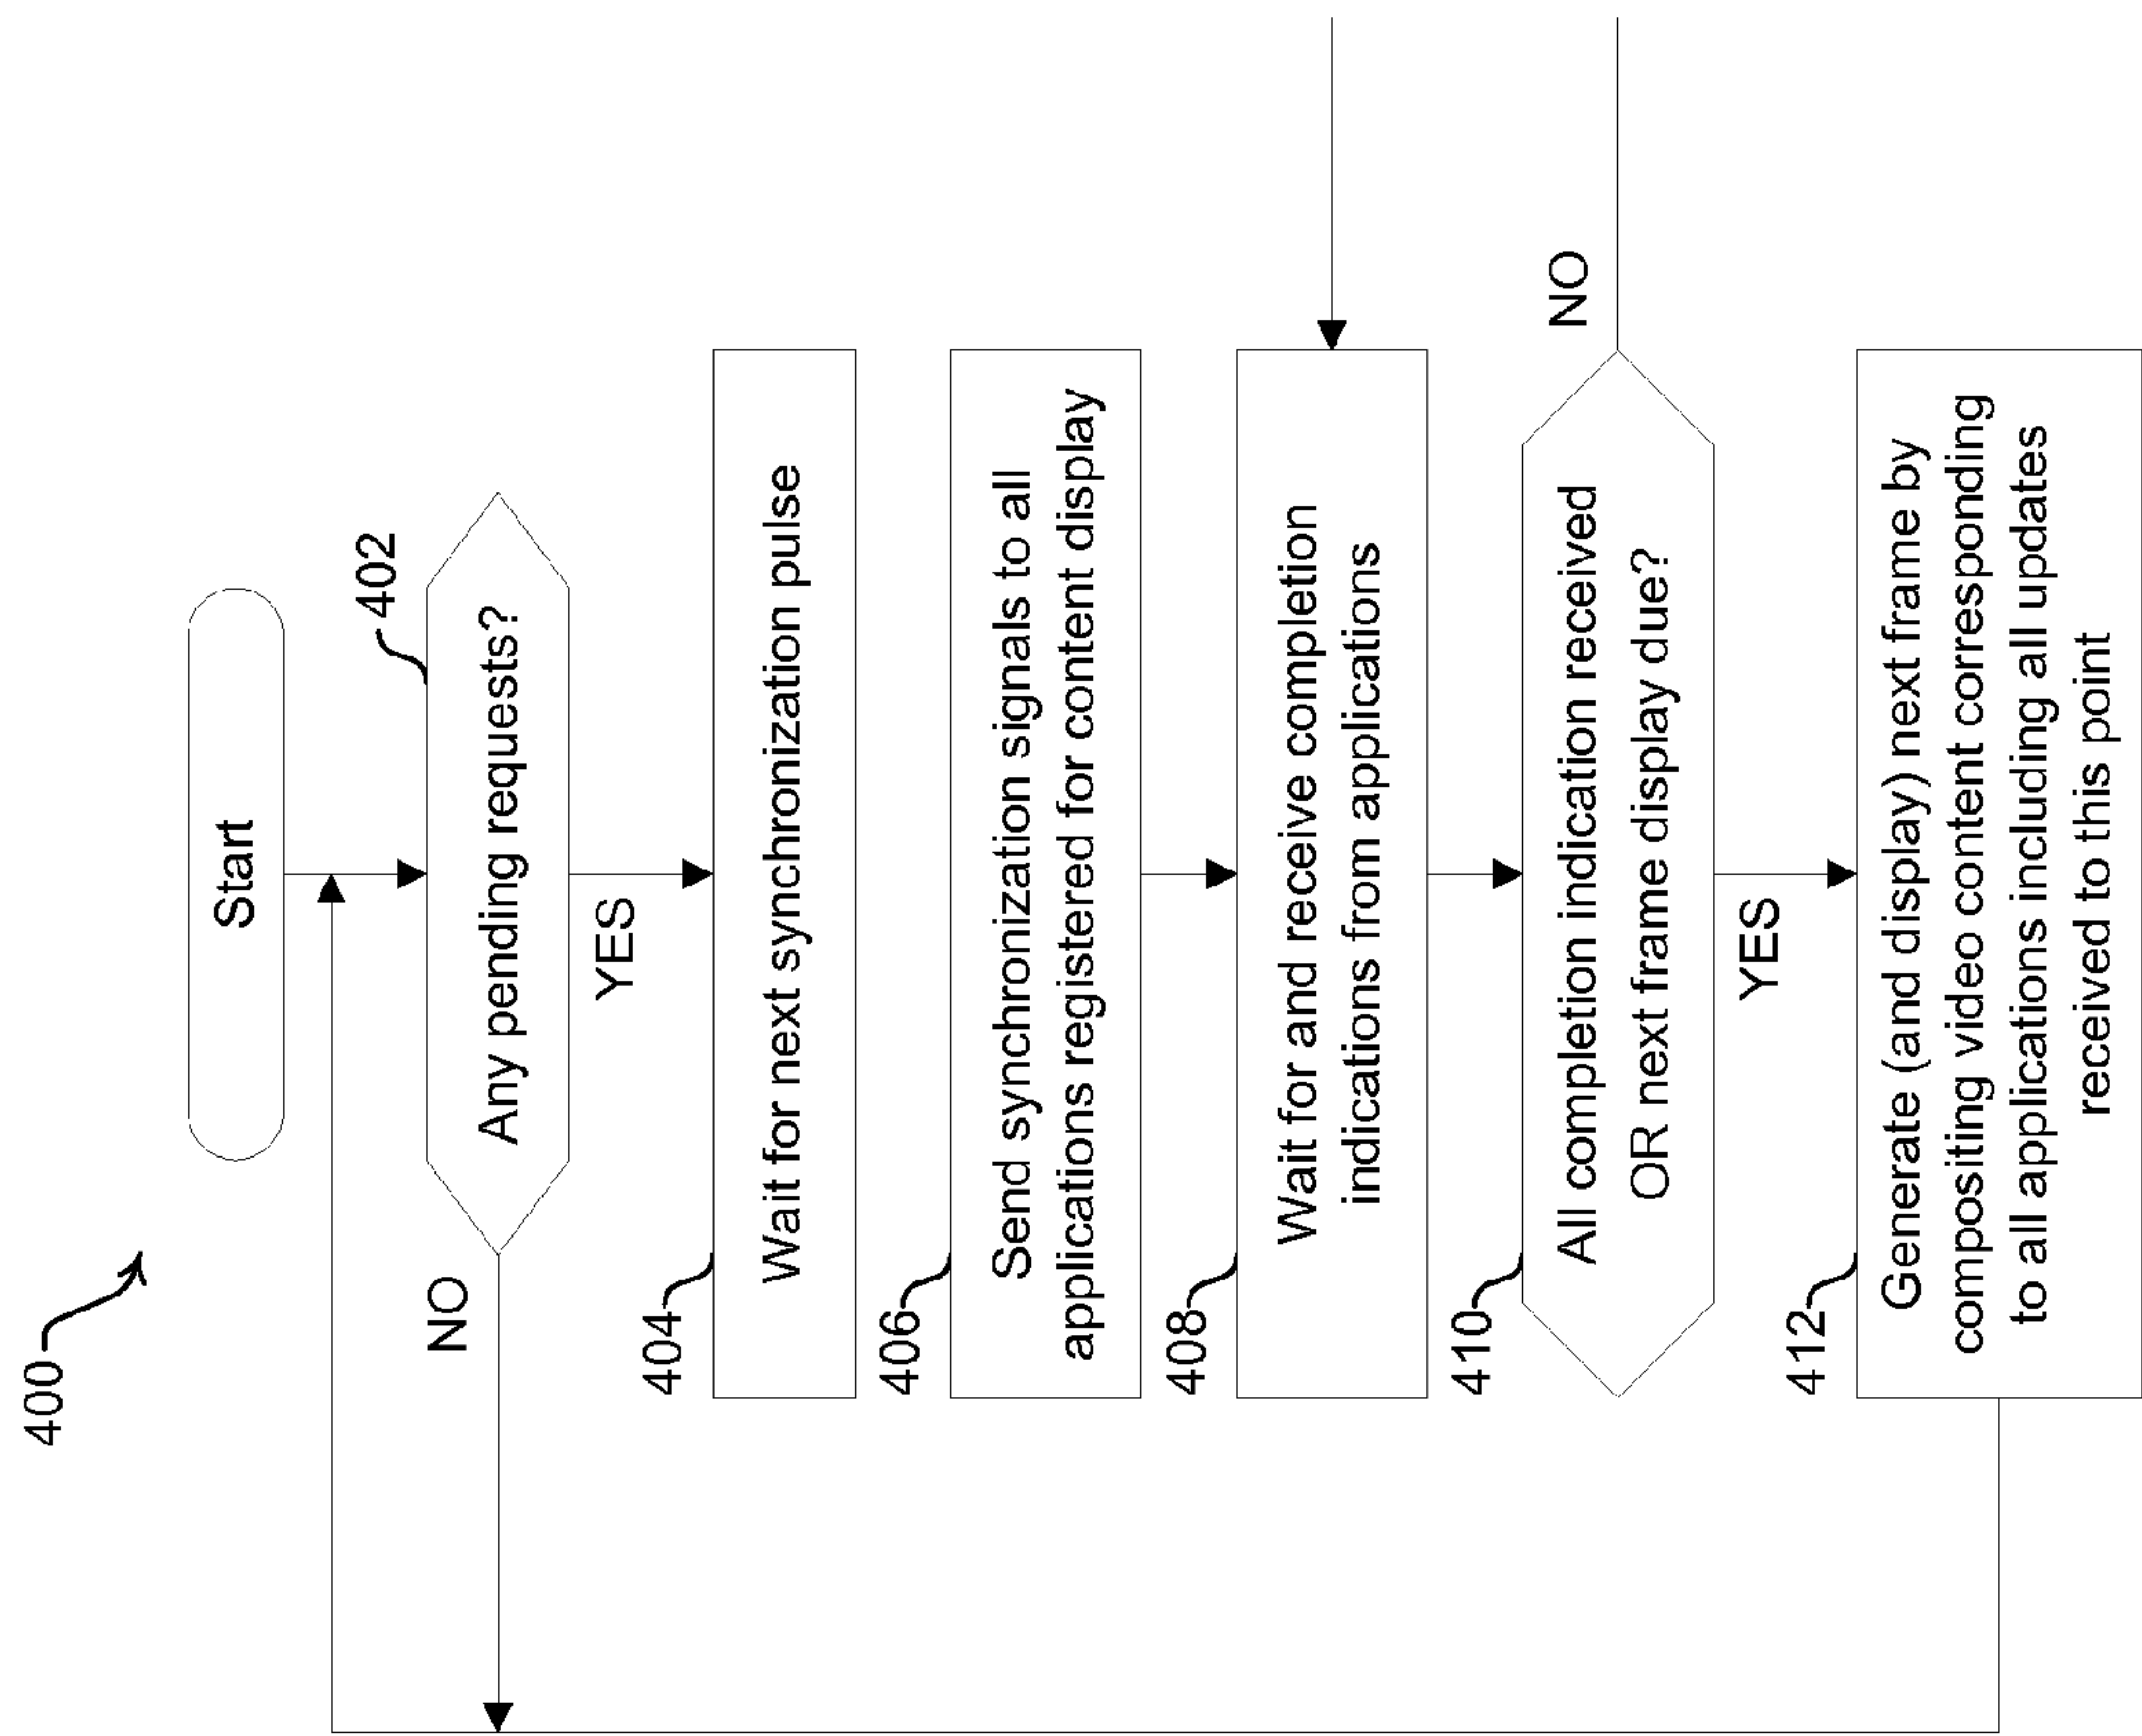 400
Start
402
Any pending requests?
NO
YES
404
Wait for next synchronization pulse
406
Send synchronization signals to all
applications registered for content display
408
Wait for and receive completion
indications from applications
410
All completion indication received
OR next frame display due?
NO
YES
412
Generate (and display) next frame by
compositing video content corresponding
to all applications including all updates
received to this point